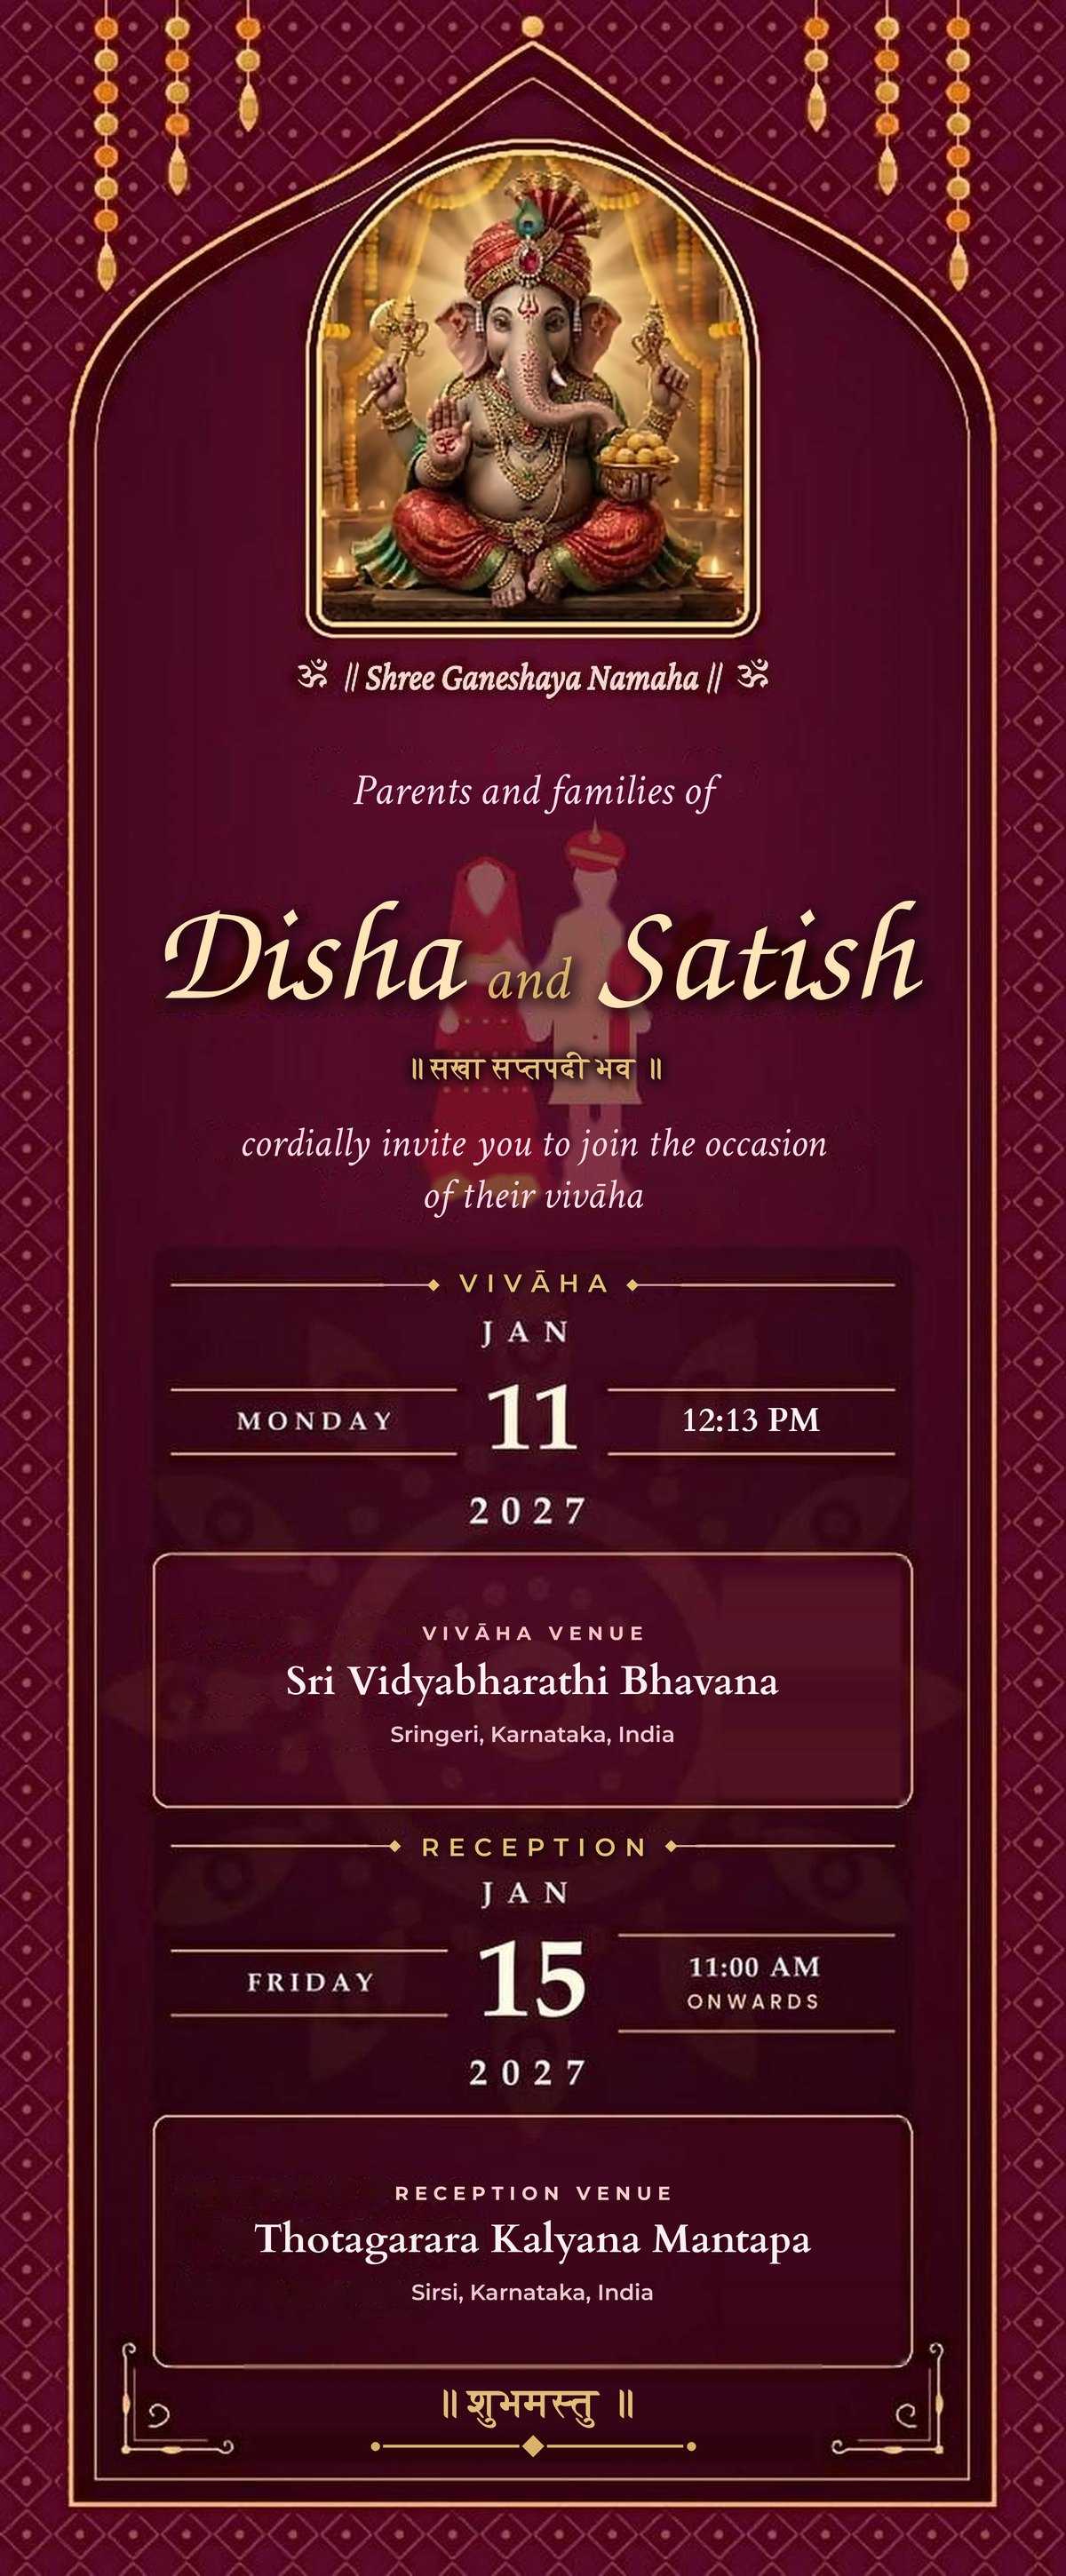 ॐ || Shree Ganeshaya Namaha || ॐ
Parents and families of
Disha and Satish
॥ सखा सप्तपदी भव ॥
cordially invite you to join the occasion
of their vivāha
VIVĀHA
JAN
MONDAY 11 12:13 PM
2027
VIVĀHA VENUE
Sri Vidyabharathi Bhavana
Sringeri, Karnataka, India
RECEPTION
JAN
FRIDAY 15 11:00 AM
ONWARDS
2027
RECEPTION VENUE
Thotagarara Kalyana Mantapa
Sirsi, Karnataka, India
॥ शुभमस्तु ॥